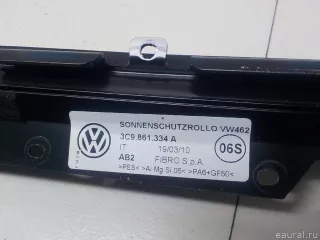 SONNENSCHUTZROLLO VW462
3C9.861.334 A
IT 19/03/10
06S
AB2 FIBRO S.p.A.
>PES< >Al Mg Si 05< >PA6+GF50<
© eaural.ru